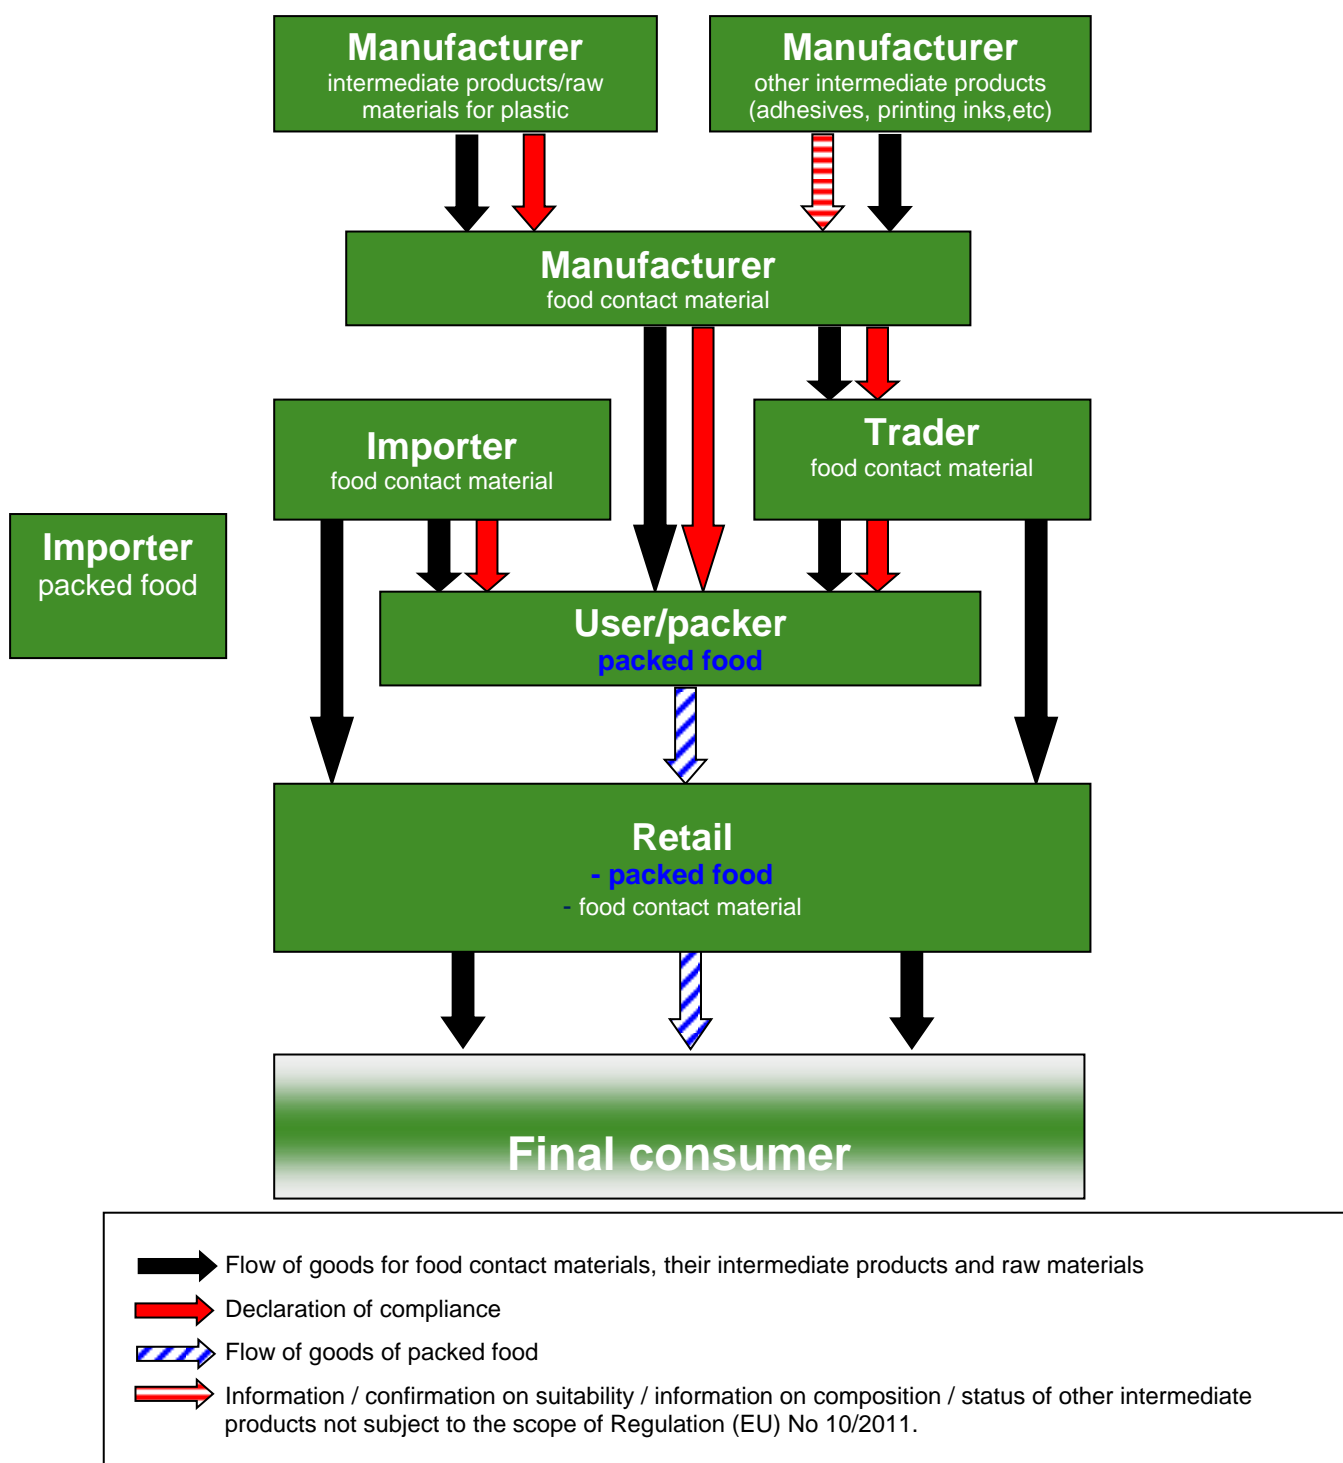 Manufacturer
intermediate products/raw
materials for plastic
Manufacturer
other intermediate products
(adhesives, printing inks,etc)
Manufacturer
food contact material
Importer
food contact material
Trader
food contact material
Importer
packed food
User/packer
packed food
Retail
- packed food
- food contact material
Final consumer
Flow of goods for food contact materials, their intermediate products and raw materials
Declaration of compliance
Flow of goods of packed food
Information / confirmation on suitability / information on composition / status of other intermediate
products not subject to the scope of Regulation (EU) No 10/2011.